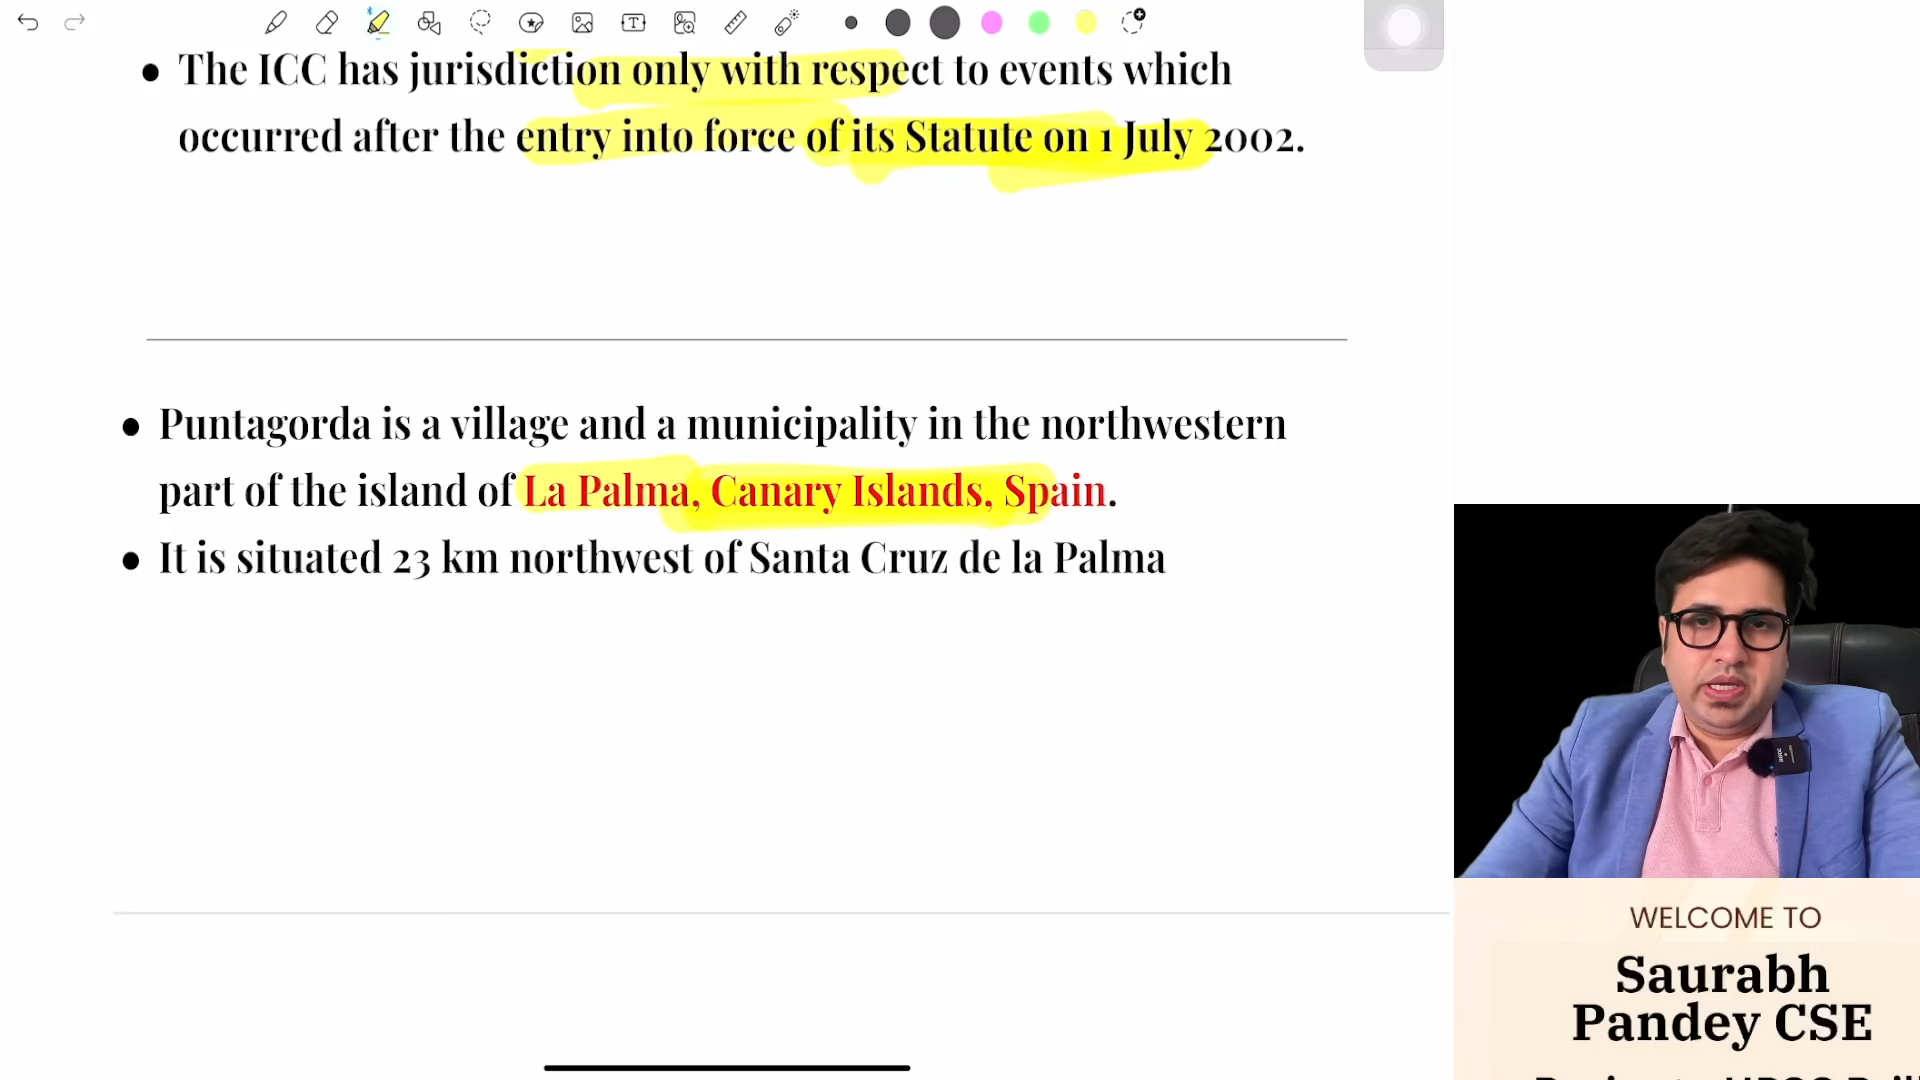 • The ICC has jurisdiction only with respect to events which
occurred after the entry into force of its Statute on 1 July 2002.
• Puntagorda is a village and a municipality in the northwestern
part of the island of La Palma, Canary Islands, Spain.
• It is situated 23 km northwest of Santa Cruz de la Palma
WELCOME TO
Saurabh
Pandey CSE